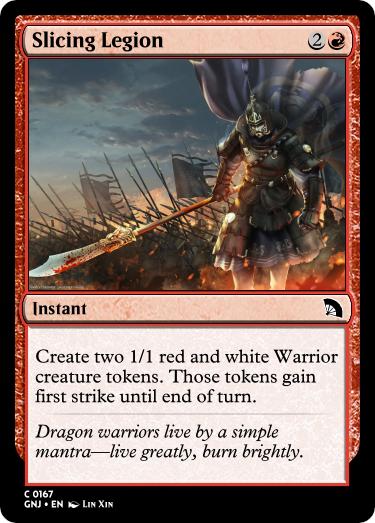 Slicing Legion 2
Instant
Create two 1/1 red and white Warrior
creature tokens. Those tokens gain
first strike until end of turn.
Dragon warriors live by a simple
mantra—live greatly, burn brightly.
C 0167
GNJ • EN Lin Xin